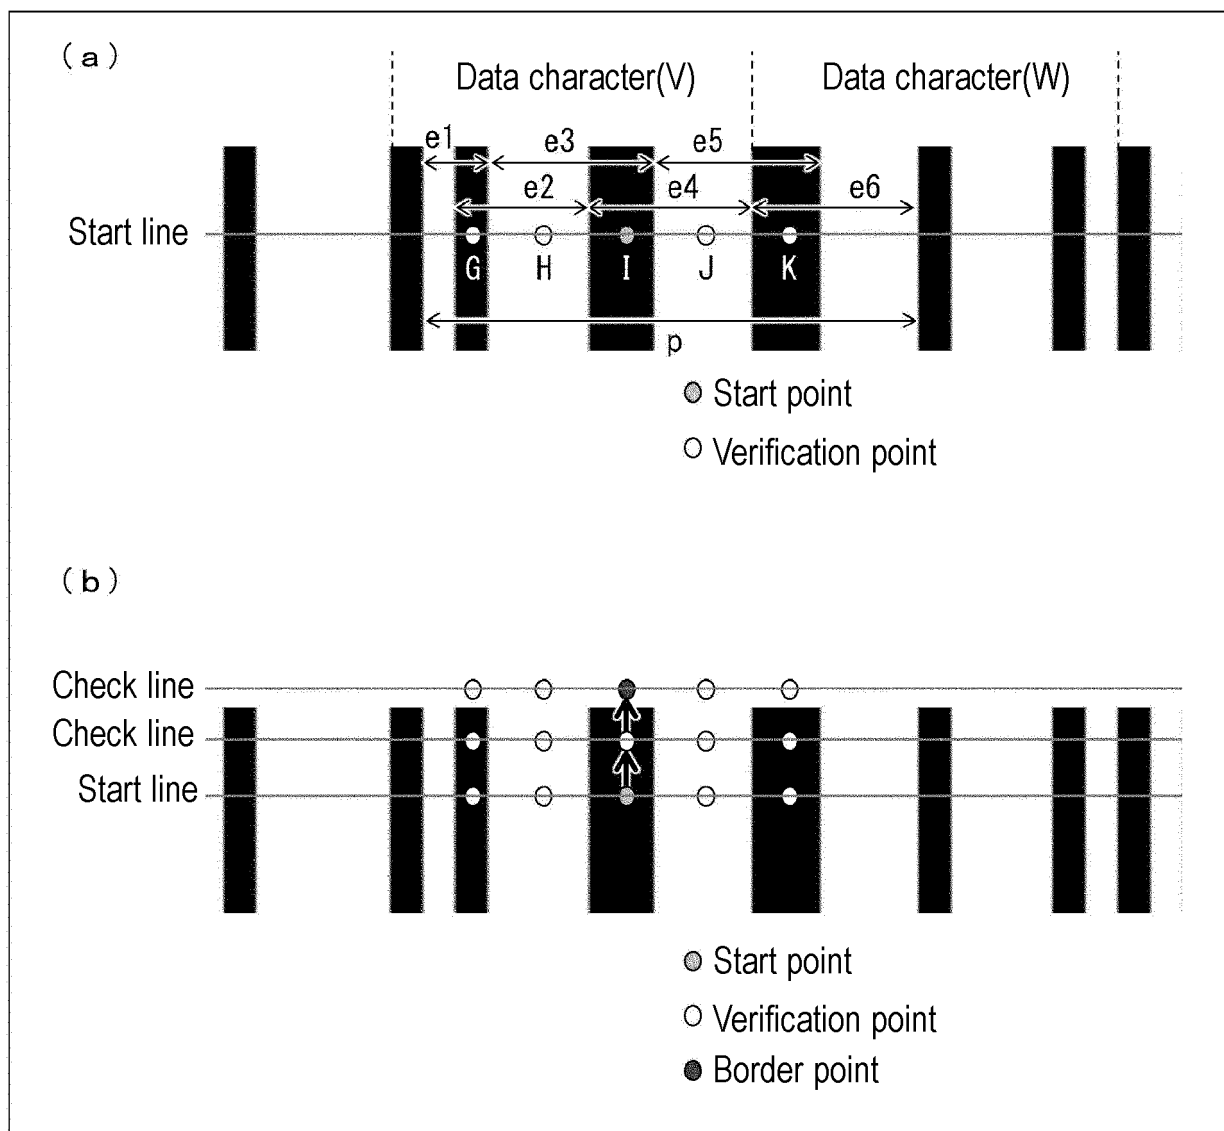 (a)
Data character(V) Data character(W)
e1 e3 e5
e2 e4 e6
Start line
G H I J K
p
Start point
Verification point
(b)
Check line
Check line
Start line
Start point
Verification point
Border point